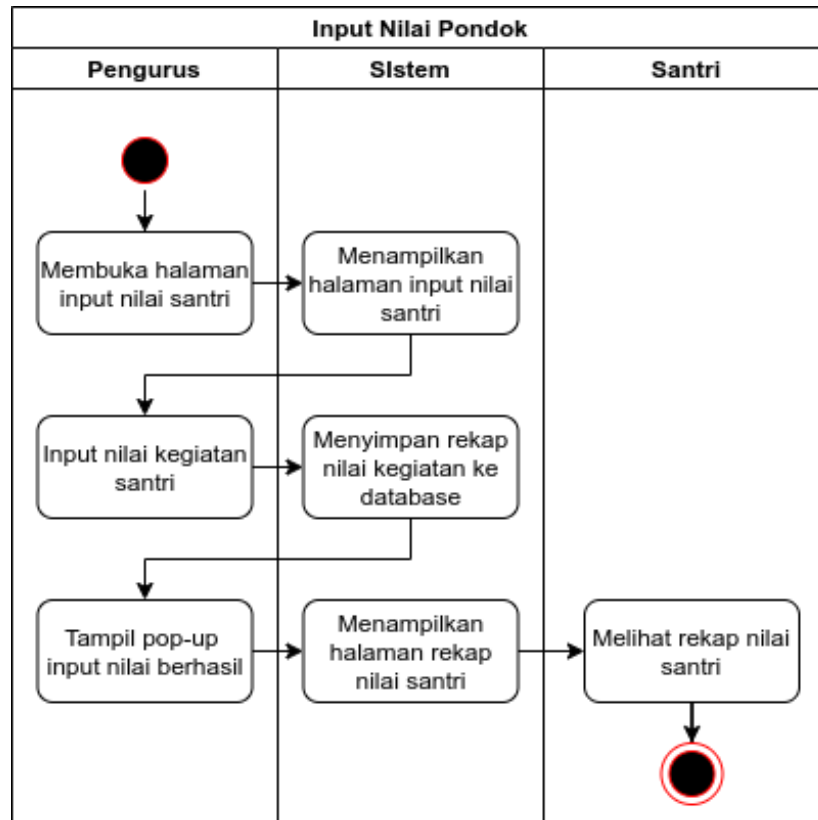 Input Nilai Pondok
Pengurus
SIstem
Santri
Membuka halaman
input nilai santri
Menampilkan
halaman input nilai
santri
Input nilai kegiatan
santri
Menyimpan rekap
nilai kegiatan ke
database
Tampil pop-up
input nilai berhasil
Menampilkan
halaman rekap
nilai santri
Melihat rekap nilai
santri